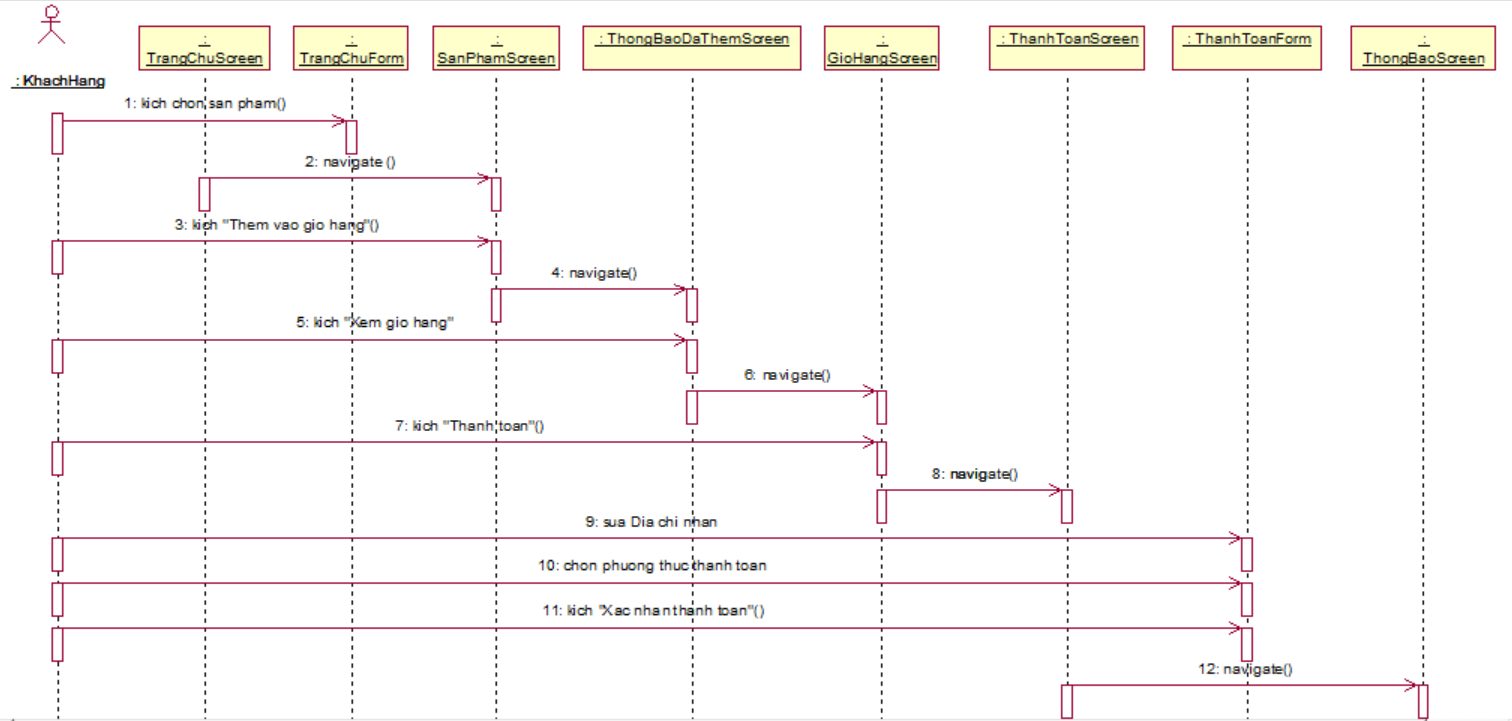 : KhachHang
:
TrangChuScreen
:
TrangChuForm
:
SanPhamScreen
: ThongBaoDaThemScreen
:
GioHangScreen
: ThanhToanScreen
: ThanhToanForm
:
ThongBaoScreen
1: kich chon san pham()
2: navigate ()
3: kich "Them vao gio hang"()
4: navigate()
5: kich "Xem gio hang"
6: navigate()
7: kich "Thanh toan"()
8: navigate()
9: sua Dia chi nhan
10: chon phuong thuc thanh toan
11: kich "Xac nhan thanh toan"()
12: navigate()